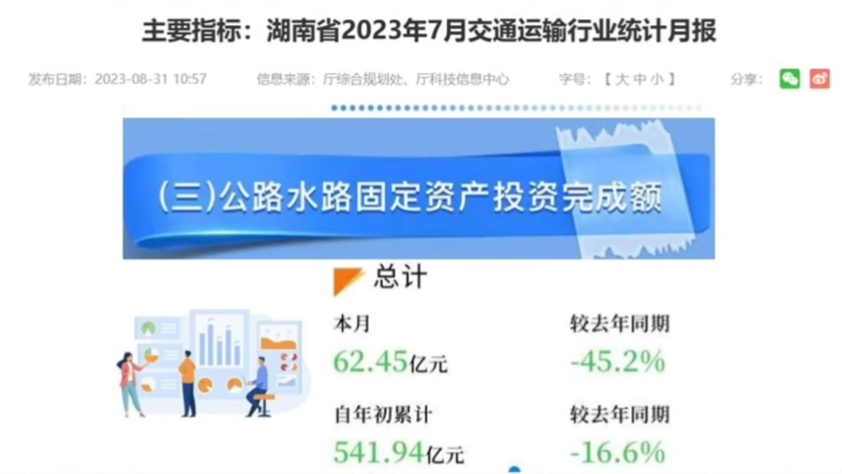 主要指标：湖南省2023年7月交通运输行业统计月报
发布日期：2023-08-31 10:57 信息来源：厅综合规划处、厅科技信息中心 字号：【 大 中 小 】 分享：
(三)公路水路固定资产投资完成额
总计
本月 较去年同期
62.45亿元 -45.2%
自年初累计 较去年同期
541.94亿元 -16.6%